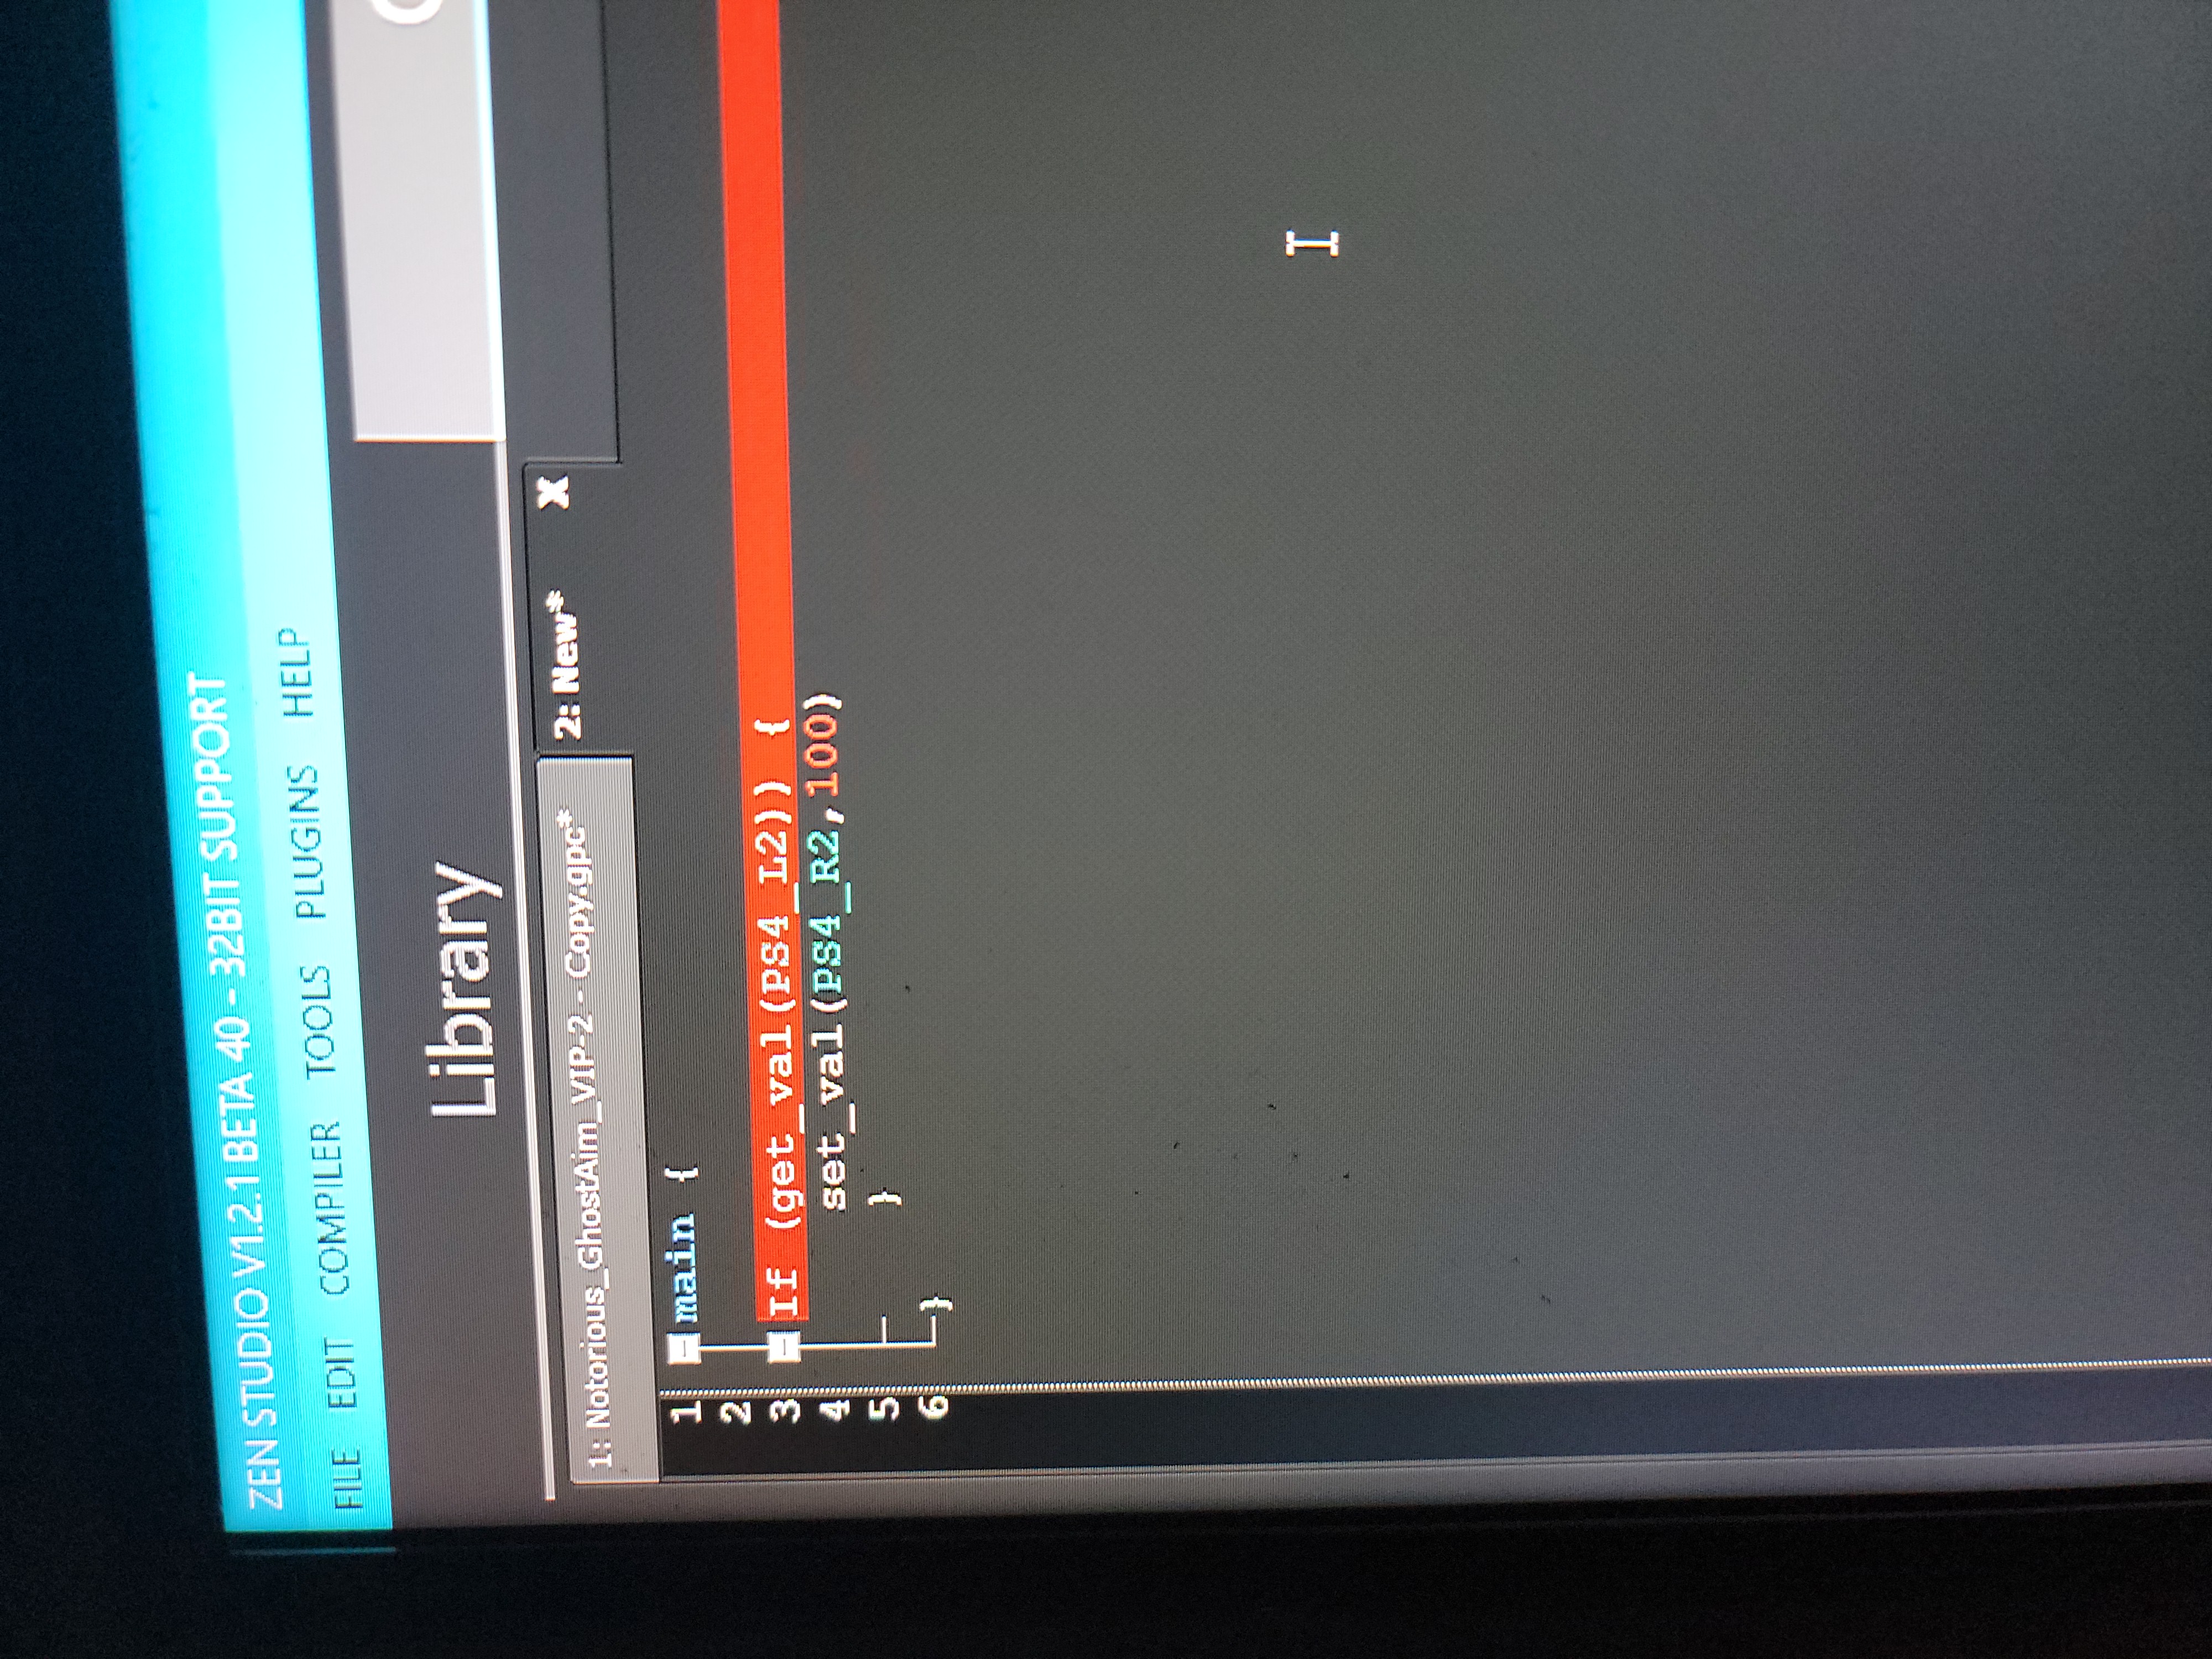 ZEN STUDIO V1.2.1 BETA 40 - 32BIT SUPPORT
FILE EDIT COMPILER TOOLS PLUGINS HELP
Library
1: Notorious_GhostAim_VIP-2 - Copy.gpc* 2: New* X
1 main {
2
3 If (get_val(PS4_L2)) {
4 set_val(PS4_R2,100)
5 }
6 }